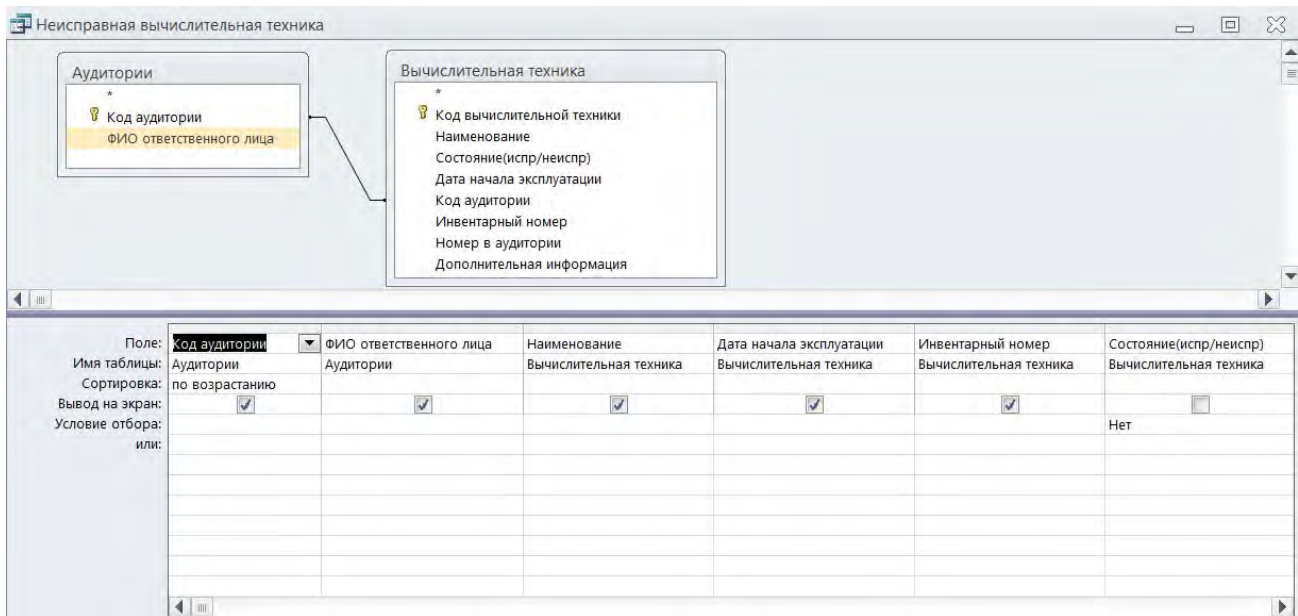 Неисправная вычислительная техника
Аудитории
*
Код аудитории
ФИО ответственного лица
Вычислительная техника
*
Код вычислительной техники
Наименование
Состояние(испр/неиспр)
Дата начала эксплуатации
Код аудитории
Инвентарный номер
Номер в аудитории
Дополнительная информация
Поле: Код аудитории ФИО ответственного лица Наименование Дата начала эксплуатации Инвентарный номер Состояние(испр/неиспр)
Имя таблицы: Аудитории Аудитории Вычислительная техника Вычислительная техника Вычислительная техника Вычислительная техника
Сортировка: по возрастанию
Вывод на экран:
Условие отбора: Нет
или: